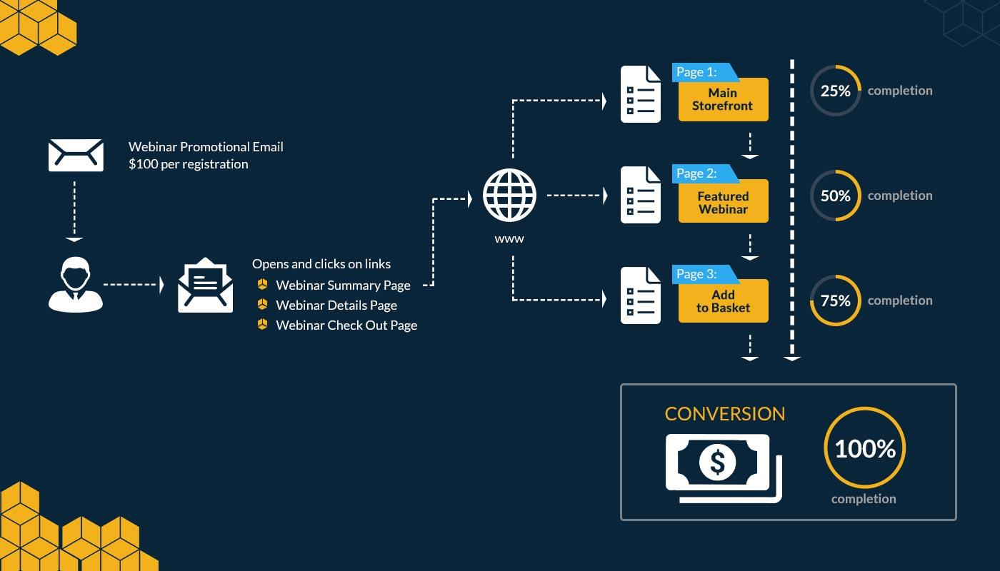 Webinar Promotional Email
$100 per registration
Opens and clicks on links
Webinar Summary Page
Webinar Details Page
Webinar Check Out Page
www
Page 1:
Main
Storefront
25%
completion
Page 2:
Featured
Webinar
50%
completion
Page 3:
Add
to Basket
75%
completion
CONVERSION
$
100%
completion